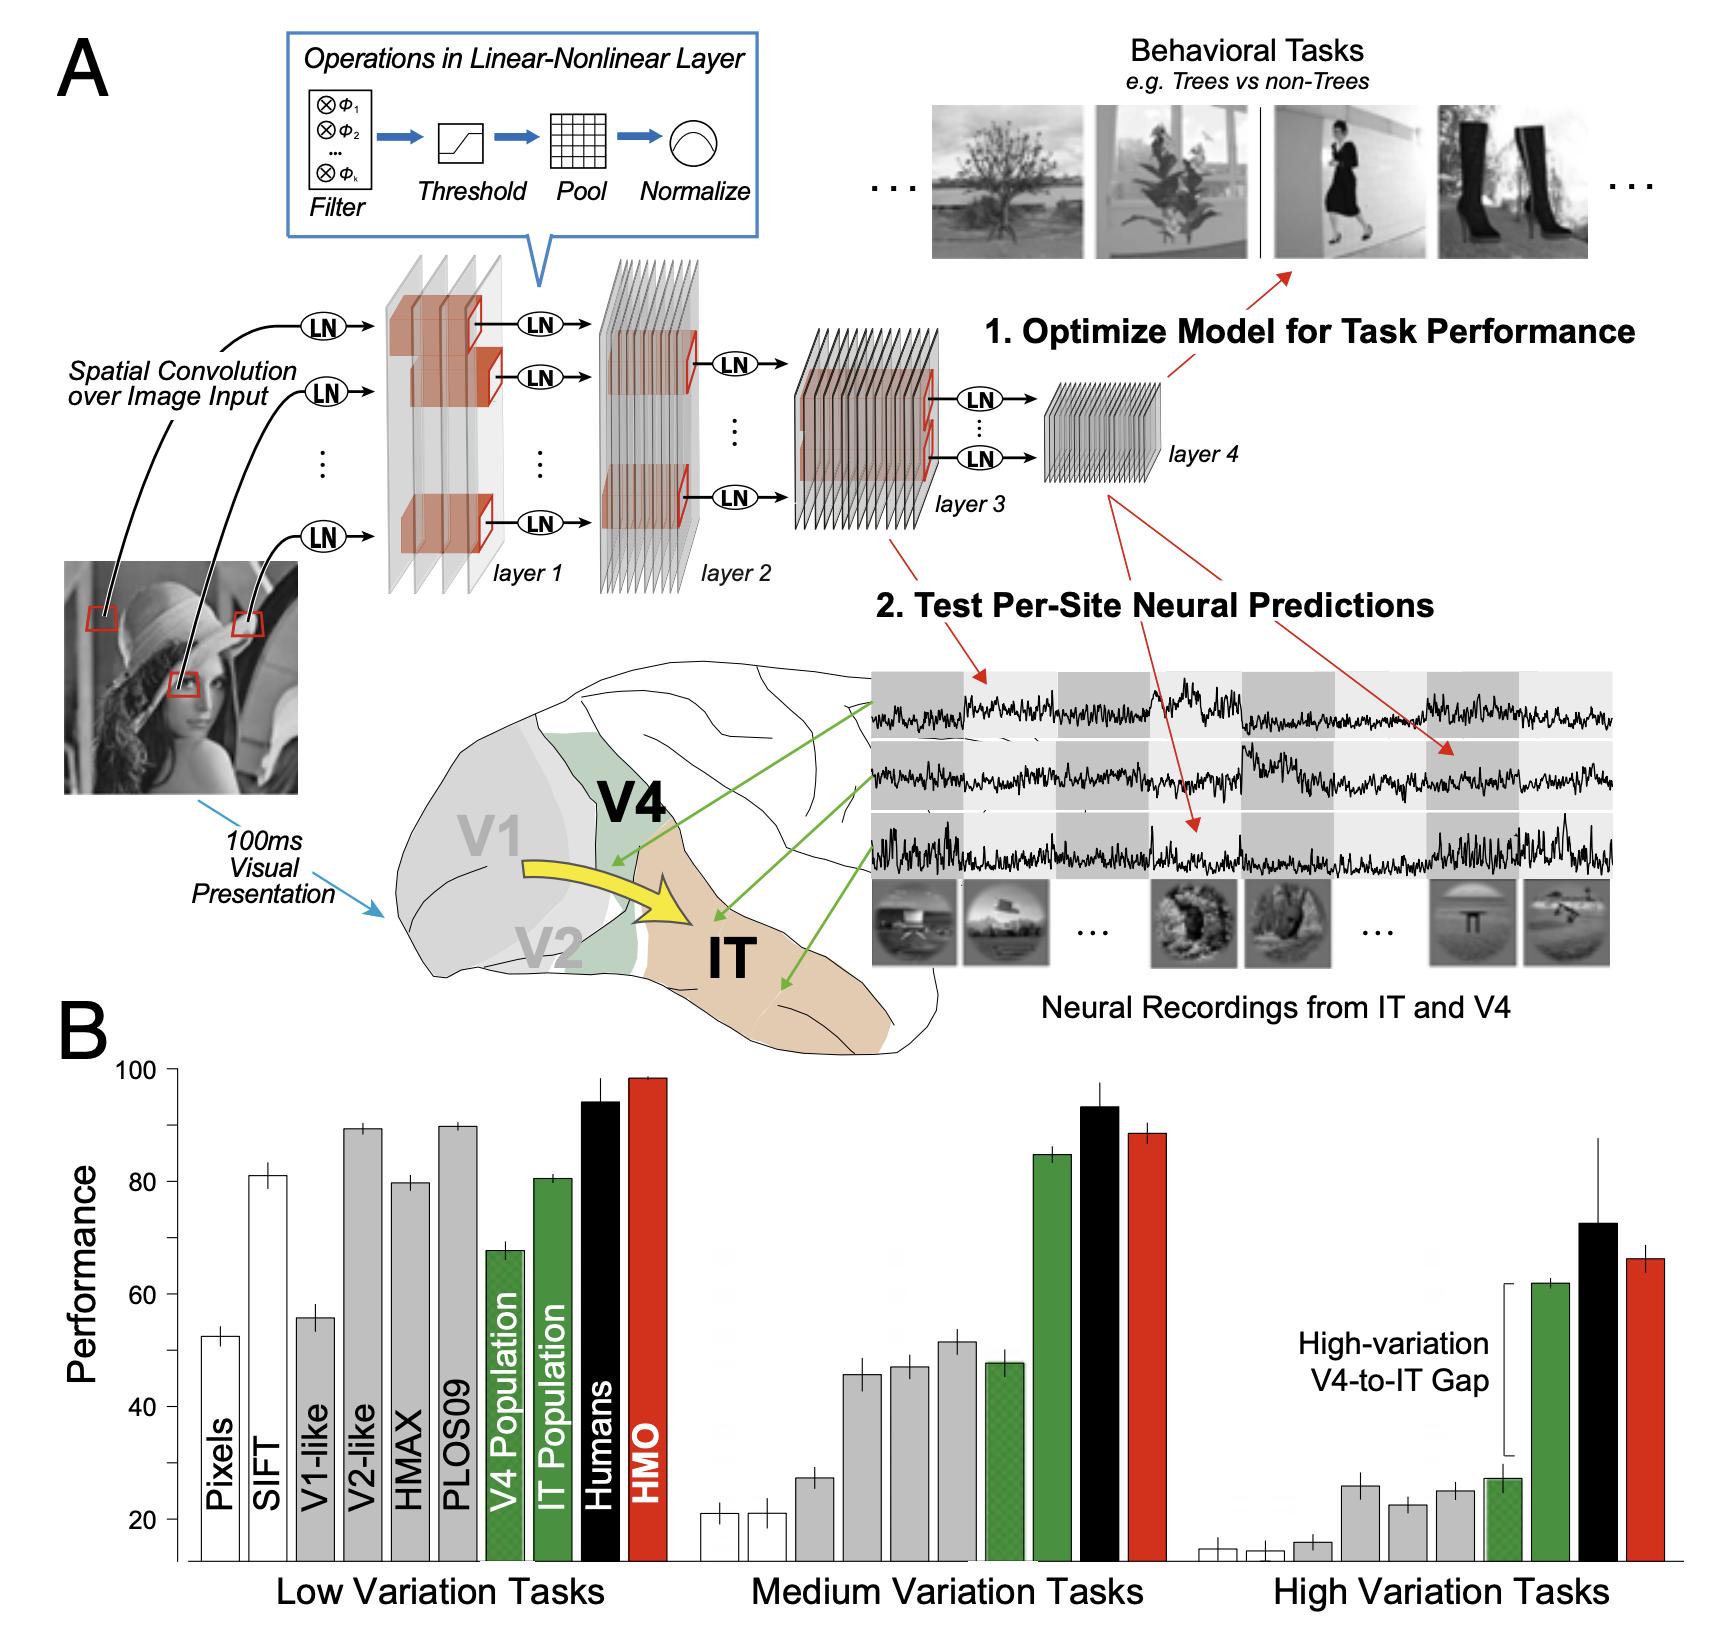 A
Operations in Linear-Nonlinear Layer
⊗ Φ1
⊗ Φ2
...
⊗ Φk
Filter
Threshold
Pool
Normalize
Behavioral Tasks
e.g. Trees vs non-Trees
...
...
LN
LN
LN
LN
LN
LN
LN
LN
LN
LN
Spatial Convolution
over Image Input
1. Optimize Model for Task Performance
layer 1
layer 2
layer 3
layer 4
2. Test Per-Site Neural Predictions
100ms
Visual
Presentation
V1
V2
V4
IT
...
...
Neural Recordings from IT and V4
B
Performance
100
80
60
40
20
Pixels
SIFT
V1-like
V2-like
HMAX
PLOS09
V4 Population
IT Population
Humans
HMO
High-variation
V4-to-IT Gap
Low Variation Tasks
Medium Variation Tasks
High Variation Tasks